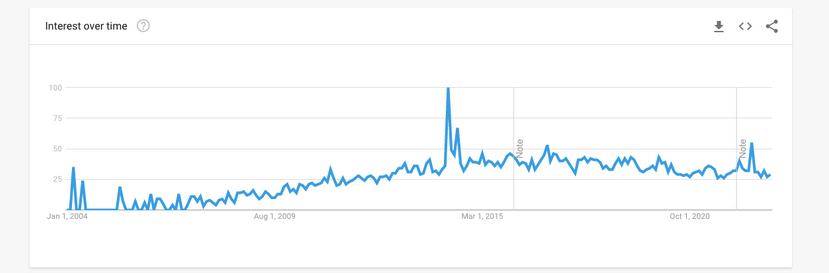 Interest over time ?
100
75
50
25
Note
Note
Jan 1, 2004 Aug 1, 2009 Mar 1, 2015 Oct 1, 2020